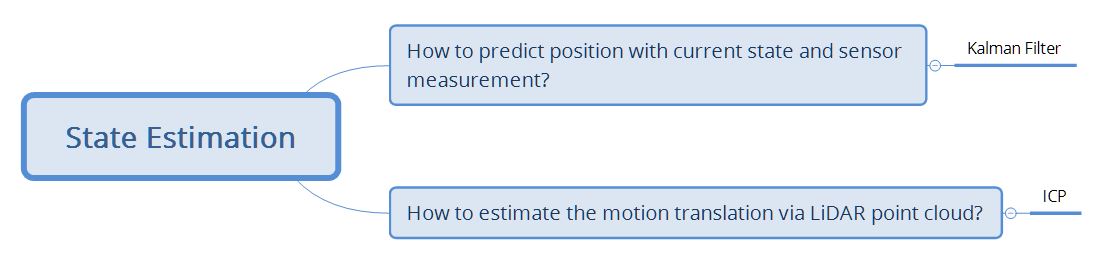 How to predict position with current state and sensor
measurement?
Kalman Filter
State Estimation
How to estimate the motion translation via LiDAR point cloud?
ICP